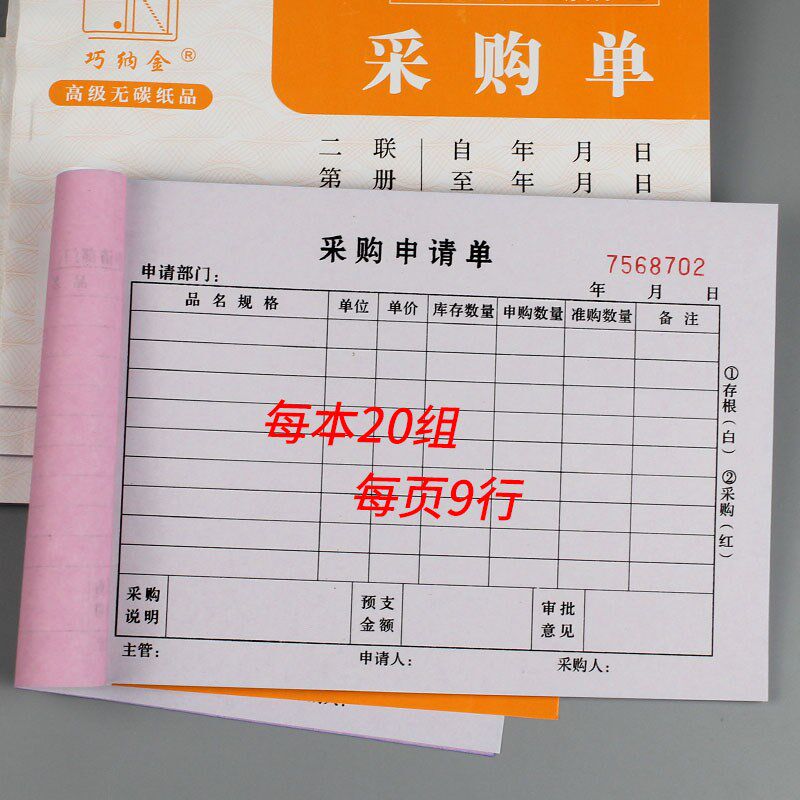 巧纳金®
高级无碳纸品
采购单
二联 自 年 月 日
第 册 至 年 月 日
采购申请单
7568702
申请部门:
年 月 日
品名规格 单位 单价 库存数量 申购数量 准购数量 备注
①存根(白) ②采购(红)
每本20组
每页9行
采购说明 预支金额 审批意见
主管: 申请人: 采购人: